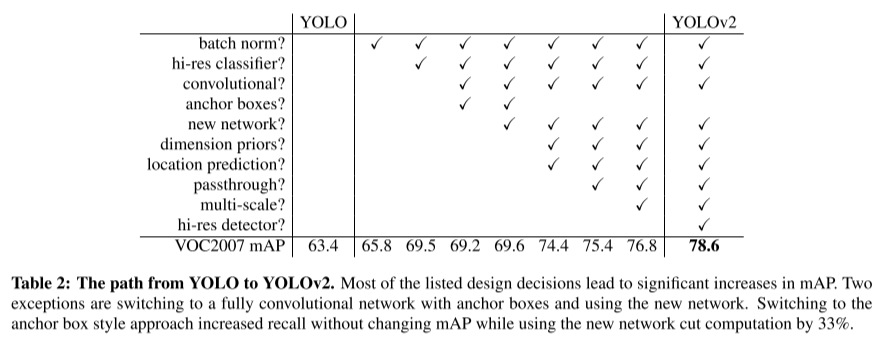 YOLO YOLOv2
batch norm? ✓ ✓ ✓ ✓ ✓ ✓ ✓ ✓
hi-res classifier? ✓ ✓ ✓ ✓ ✓ ✓ ✓
convolutional? ✓ ✓ ✓ ✓ ✓ ✓
anchor boxes? ✓ ✓
new network? ✓ ✓ ✓ ✓ ✓
dimension priors? ✓ ✓ ✓ ✓
location prediction? ✓ ✓ ✓ ✓
passthrough? ✓ ✓ ✓
multi-scale? ✓ ✓
hi-res detector? ✓
VOC2007 mAP 63.4 65.8 69.5 69.2 69.6 74.4 75.4 76.8 78.6
Table 2: The path from YOLO to YOLOv2. Most of the listed design decisions lead to significant increases in mAP. Two
exceptions are switching to a fully convolutional network with anchor boxes and using the new network. Switching to the
anchor box style approach increased recall without changing mAP while using the new network cut computation by 33%.